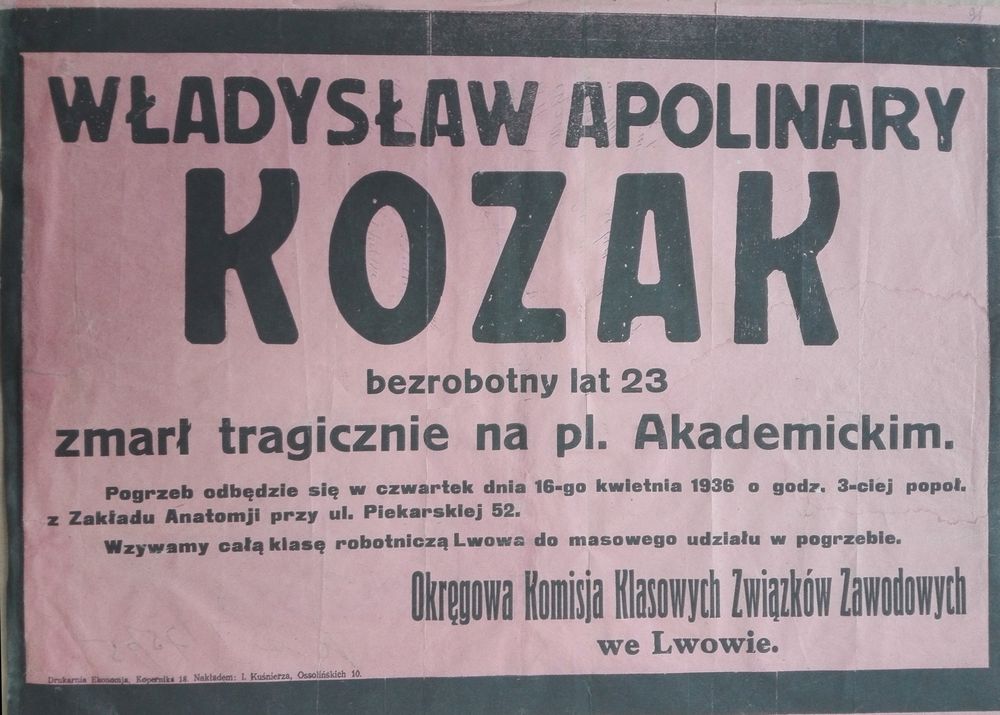 WŁADYSŁAW APOLINARY
KOZAK
bezrobotny lat 23
zmarł tragicznie na pl. Akademickim.
Pogrzeb odbędzie się w czwartek dnia 16-go kwietnia 1936 o godz. 3-ciej popoł.
z Zakładu Anatomji przy ul. Piekarskiej 52.
Wzywamy całą klasę robotniczą Lwowa do masowego udziału w pogrzebie.
Okręgowa Komisja Klasowych Związków Zawodowych
we Lwowie.
Drukarnia Ekonomja, Kopernika 18. Nakładem: I. Kuśnierza, Ossolińskich 10.